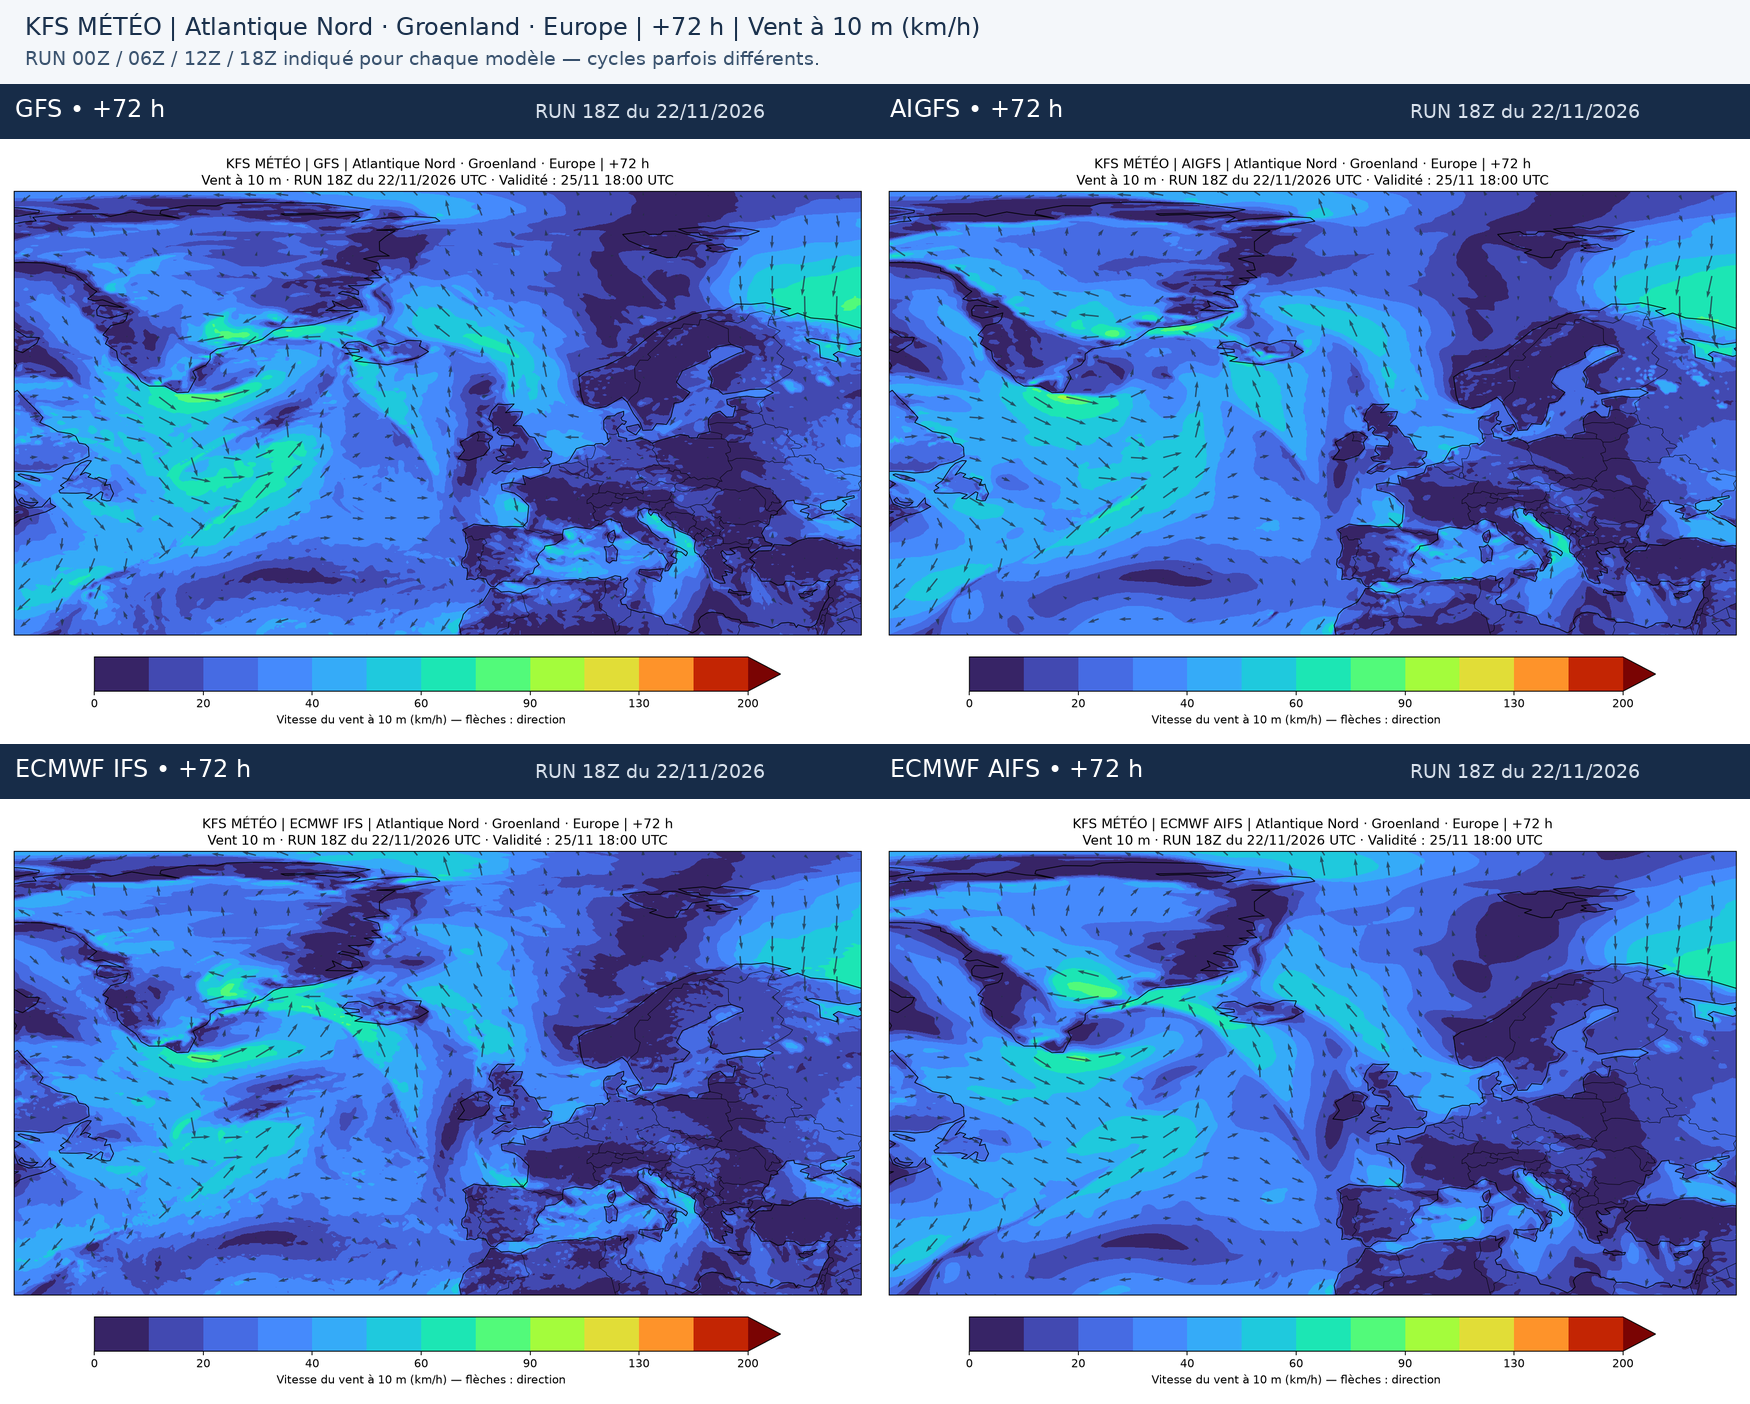 KFS MÉTÉO | Atlantique Nord · Groenland · Europe | +72 h | Vent à 10 m (km/h)
RUN 00Z / 06Z / 12Z / 18Z indiqué pour chaque modèle — cycles parfois différents.
GFS • +72 h
RUN 18Z du 22/11/2026
KFS MÉTÉO | GFS | Atlantique Nord · Groenland · Europe | +72 h
Vent à 10 m · RUN 18Z du 22/11/2026 UTC · Validité : 25/11 18:00 UTC
0 20 40 60 90 130 200
Vitesse du vent à 10 m (km/h) — flèches : direction
AIGFS • +72 h
RUN 18Z du 22/11/2026
KFS MÉTÉO | AIGFS | Atlantique Nord · Groenland · Europe | +72 h
Vent à 10 m · RUN 18Z du 22/11/2026 UTC · Validité : 25/11 18:00 UTC
0 20 40 60 90 130 200
Vitesse du vent à 10 m (km/h) — flèches : direction
ECMWF IFS • +72 h
RUN 18Z du 22/11/2026
KFS MÉTÉO | ECMWF IFS | Atlantique Nord · Groenland · Europe | +72 h
Vent 10 m · RUN 18Z du 22/11/2026 UTC · Validité : 25/11 18:00 UTC
0 20 40 60 90 130 200
Vitesse du vent à 10 m (km/h) — flèches : direction
ECMWF AIFS • +72 h
RUN 18Z du 22/11/2026
KFS MÉTÉO | ECMWF AIFS | Atlantique Nord · Groenland · Europe | +72 h
Vent 10 m · RUN 18Z du 22/11/2026 UTC · Validité : 25/11 18:00 UTC
0 20 40 60 90 130 200
Vitesse du vent à 10 m (km/h) — flèches : direction